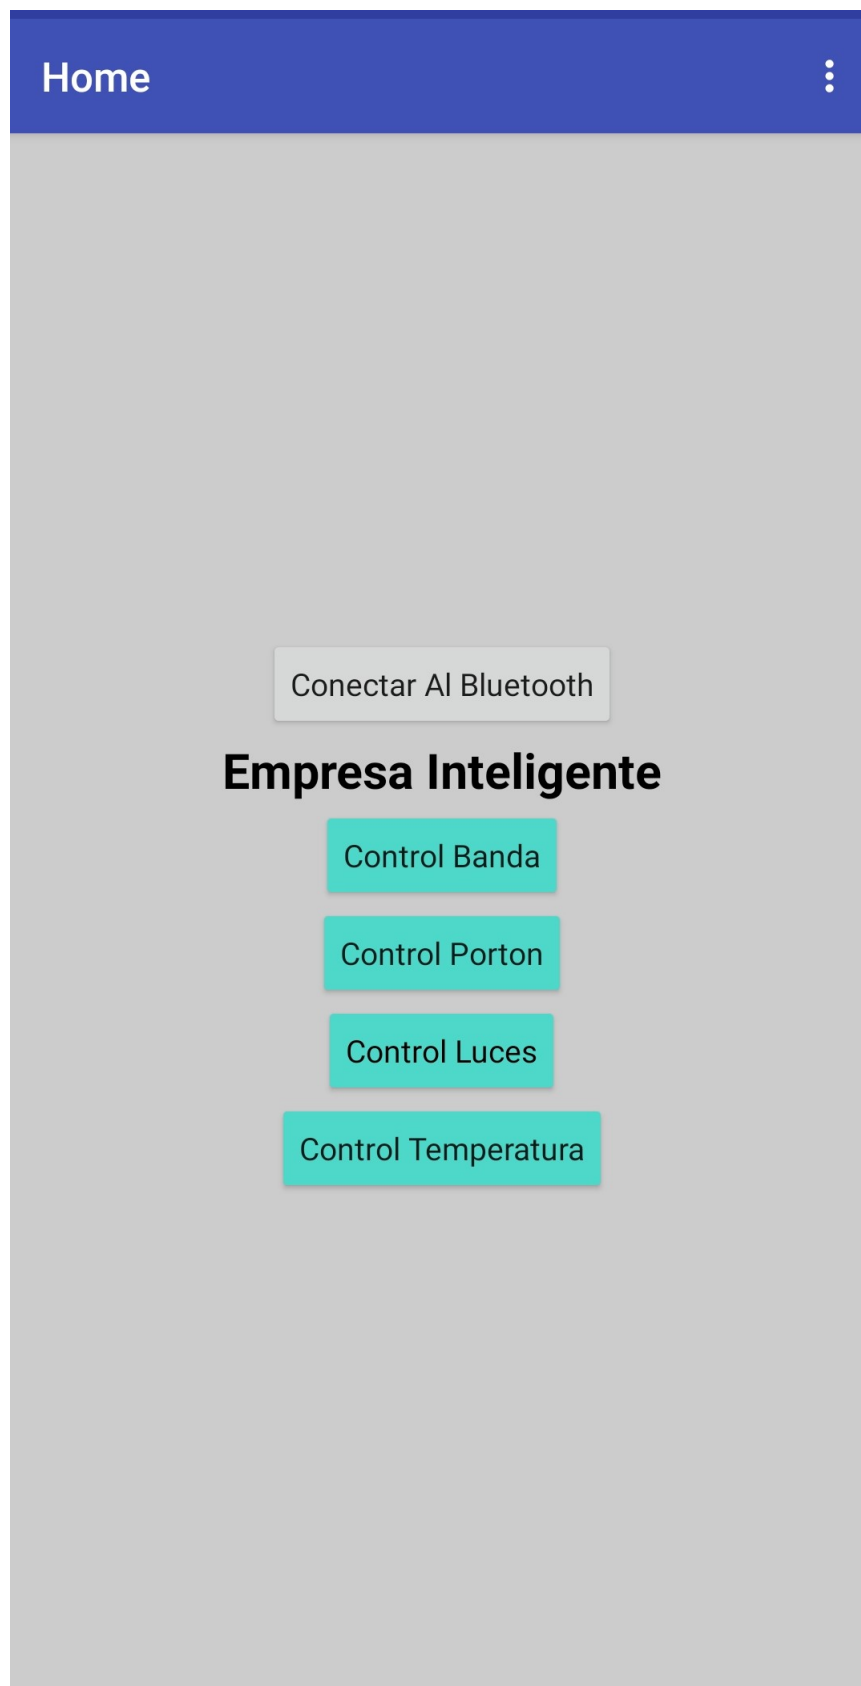 Home
Conectar Al Bluetooth
Empresa Inteligente
Control Banda
Control Porton
Control Luces
Control Temperatura